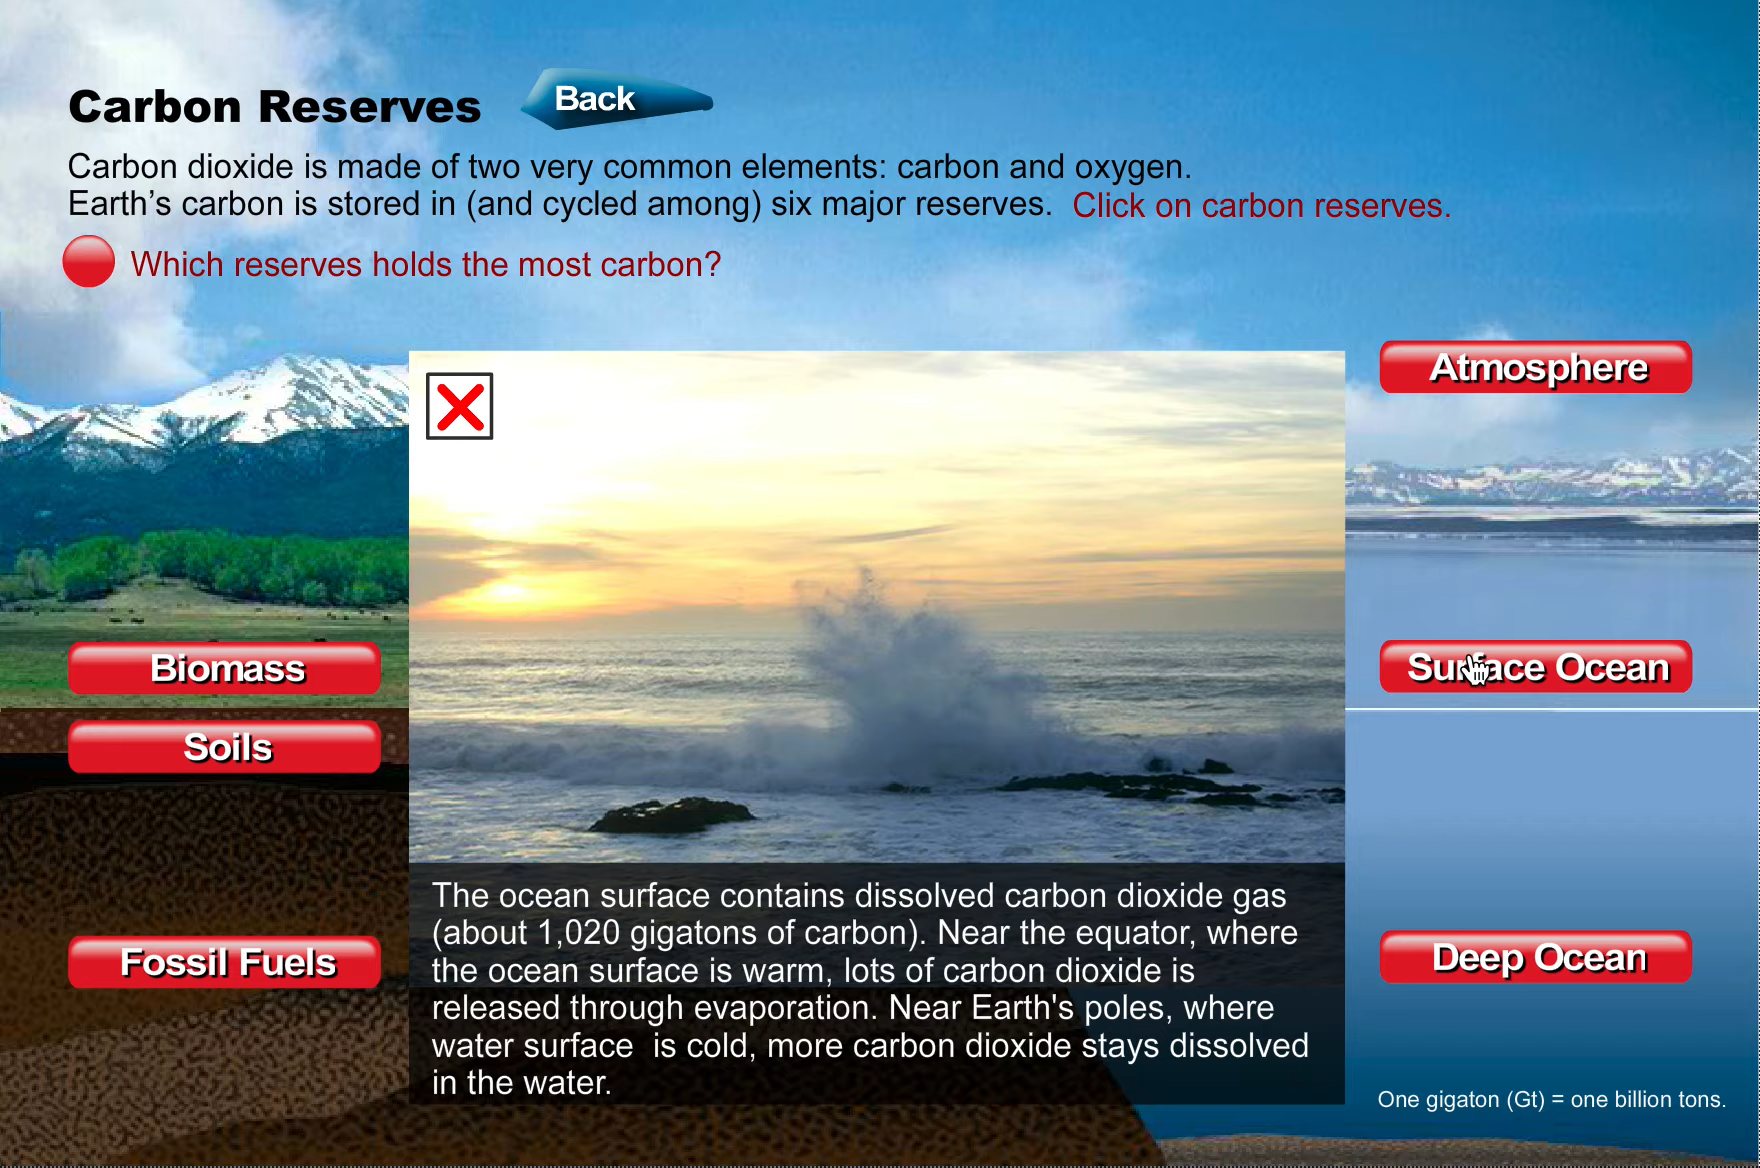 Carbon Reserves
Back
Carbon dioxide is made of two very common elements: carbon and oxygen.
Earth's carbon is stored in (and cycled among) six major reserves. Click on carbon reserves.
Which reserves holds the most carbon?
Atmosphere
Biomass
Surface Ocean
Soils
Fossil Fuels
Deep Ocean
The ocean surface contains dissolved carbon dioxide gas
(about 1,020 gigatons of carbon). Near the equator, where
the ocean surface is warm, lots of carbon dioxide is
released through evaporation. Near Earth's poles, where
water surface  is cold, more carbon dioxide stays dissolved
in the water.
One gigaton (Gt) = one billion tons.